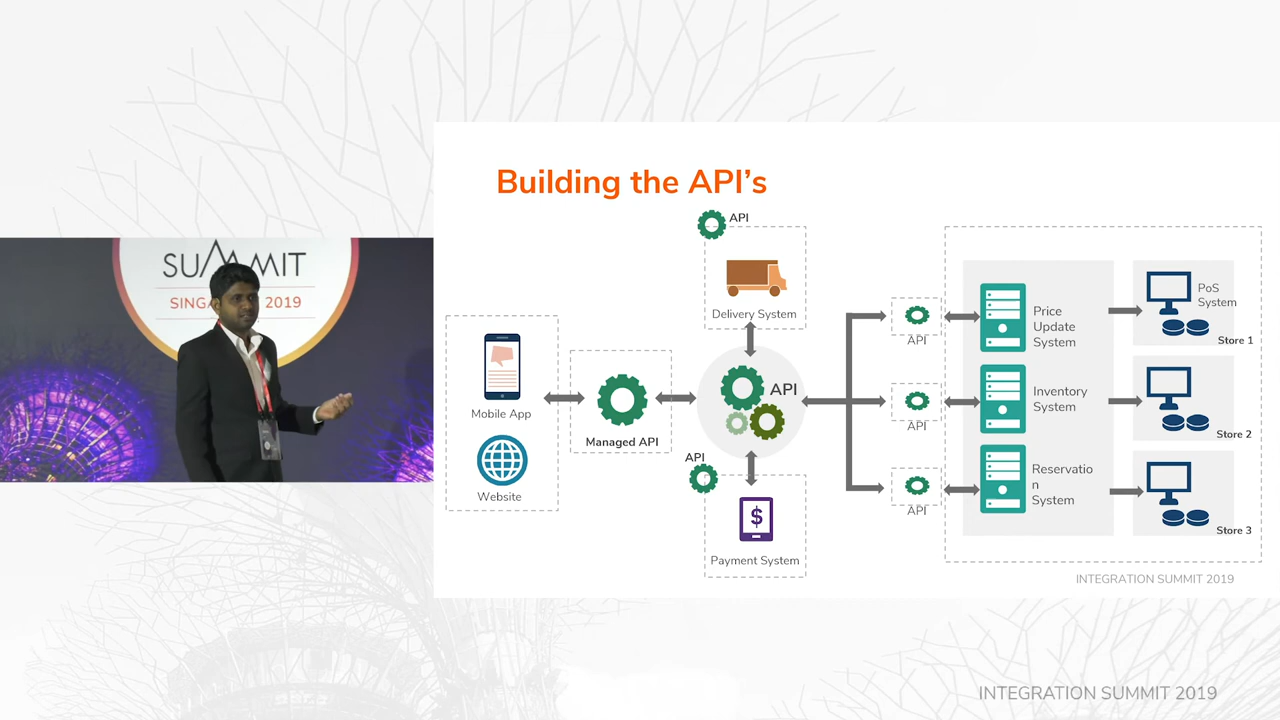 SUMMIT
2019
Building the API's
API
Delivery System
Mobile App
Website
Managed API
API
API
$
Payment System
API
API
API
Price
Update
System
Inventory
System
Reservatio
n
System
PoS
System
Store 1
Store 2
Store 3
INTEGRATION SUMMIT 2019
INTEGRATION SUMMIT 2019